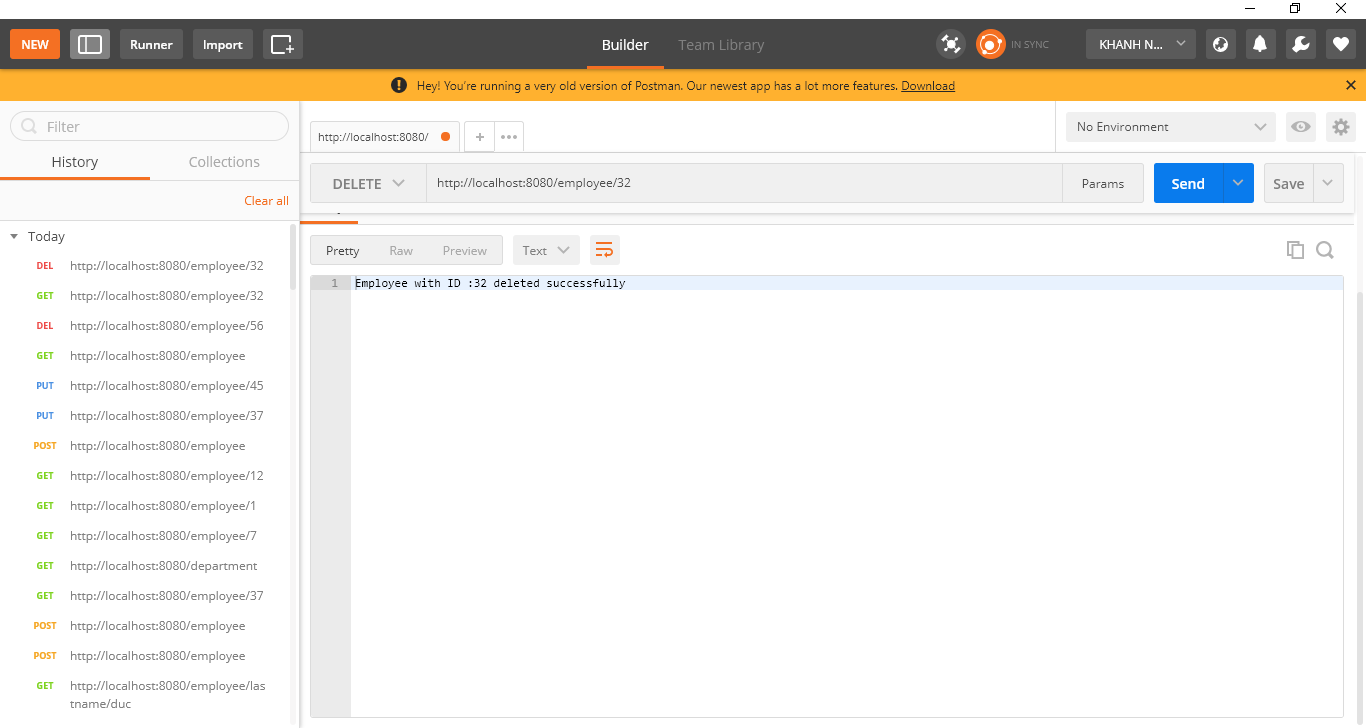 NEW
Runner
Import
Builder
Team Library
IN SYNC
KHANH N...
Hey! You're running a very old version of Postman. Our newest app has a lot more features. Download
Filter
History
Collections
Clear all
Today
DEL http://localhost:8080/employee/32
GET http://localhost:8080/employee/32
DEL http://localhost:8080/employee/56
GET http://localhost:8080/employee
PUT http://localhost:8080/employee/45
PUT http://localhost:8080/employee/37
POST http://localhost:8080/employee
GET http://localhost:8080/employee/12
GET http://localhost:8080/employee/1
GET http://localhost:8080/employee/7
GET http://localhost:8080/department
GET http://localhost:8080/employee/37
POST http://localhost:8080/employee
POST http://localhost:8080/employee
GET http://localhost:8080/employee/las
tname/duc
http://localhost:8080/
No Environment
DELETE
http://localhost:8080/employee/32
Params
Send
Save
Pretty
Raw
Preview
Text
1 Employee with ID :32 deleted successfully